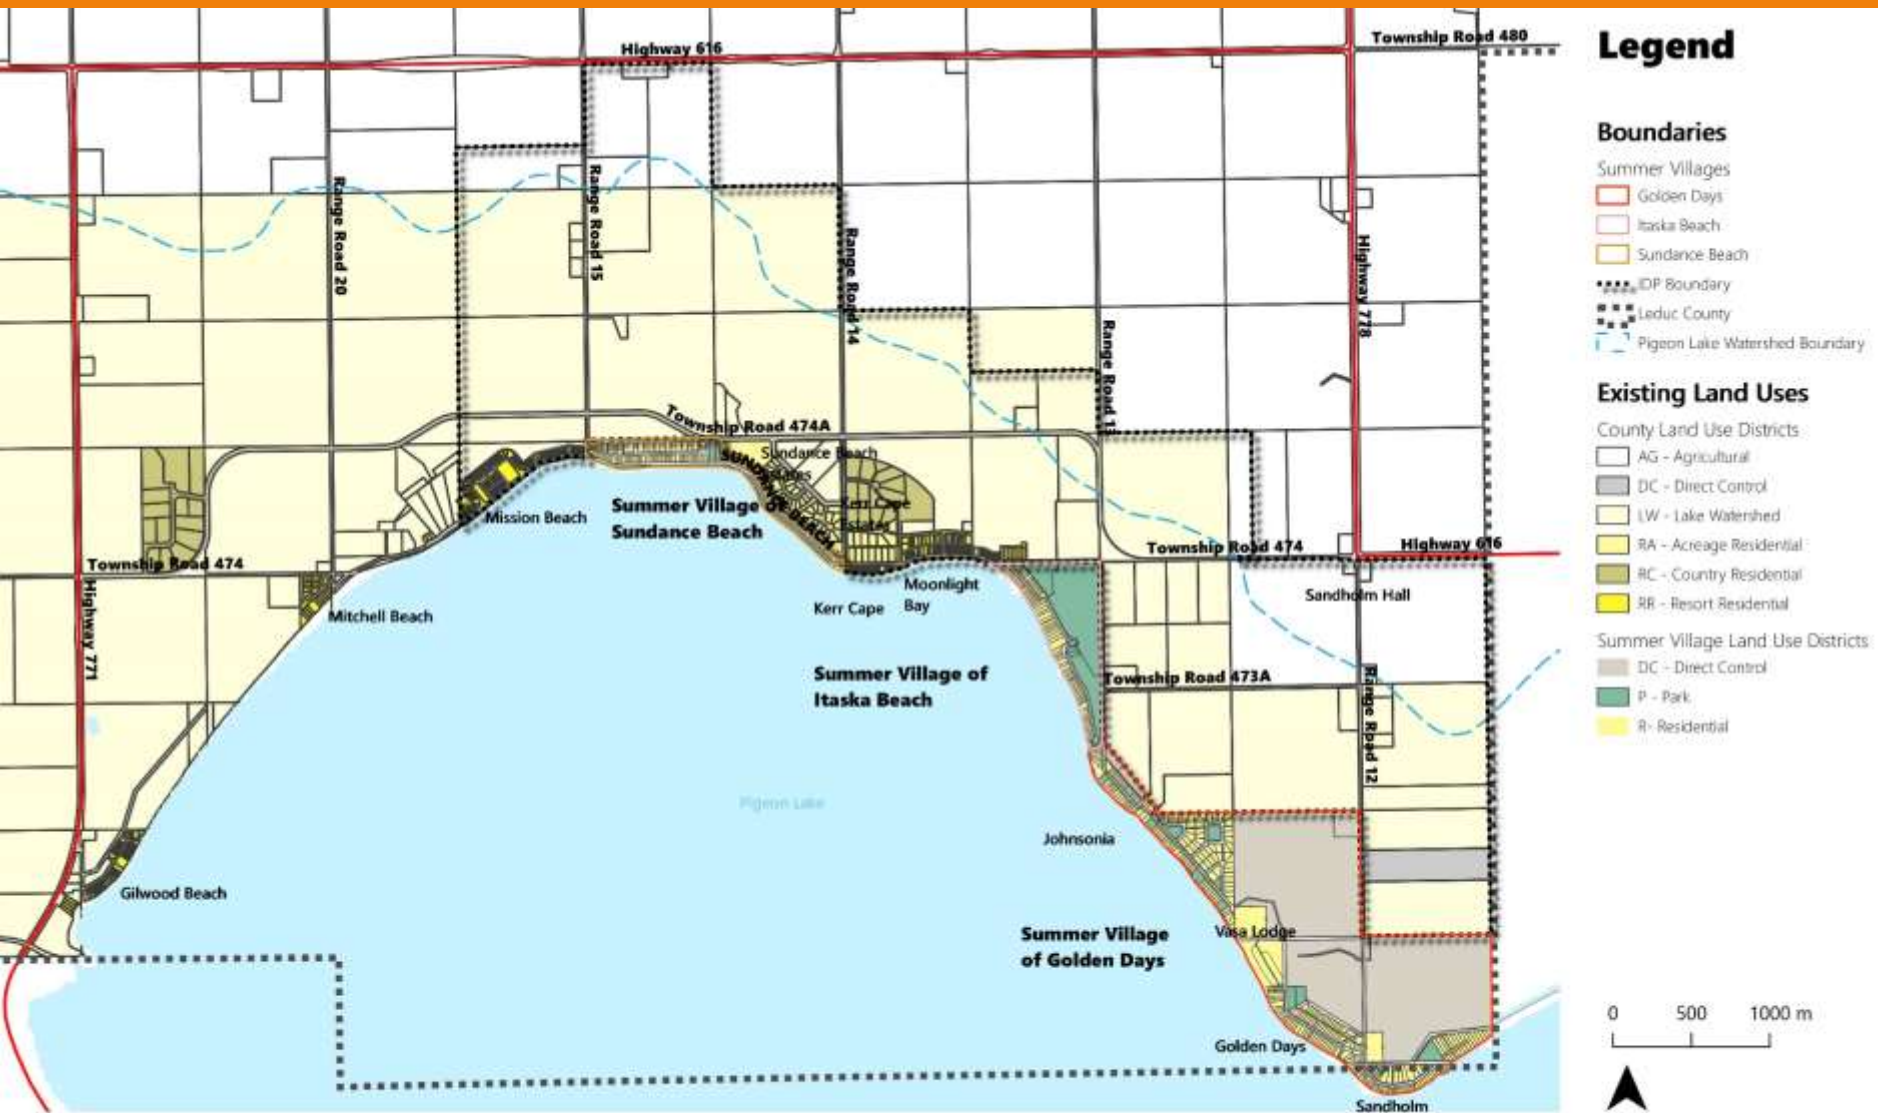 Highway 616
Township Road 480
Range Road 20
Range Road 15
Range Road 14
Range Road 13
Highway 778
Township Road 474A
Sundance Beach
Estates
SUNDANCE BEACH
Kerr Cape
Estates
Mission Beach
Summer Village of
Sundance Beach
Township Road 474
Township Road 474
Highway 616
Highway 771
Mitchell Beach
Kerr Cape
Moonlight
Bay
Sandholm Hall
Summer Village of
Itaska Beach
Township Road 473A
Range Road 12
Pigeon Lake
Johnsonia
Gilwood Beach
Summer Village
of Golden Days
Vasa Lodge
Golden Days
Sandholm
Legend
Boundaries
Summer Villages
Golden Days
Itaska Beach
Sundance Beach
IDP Boundary
Leduc County
Pigeon Lake Watershed Boundary
Existing Land Uses
County Land Use Districts
AG - Agricultural
DC - Direct Control
LW - Lake Watershed
RA - Acreage Residential
RC - Country Residential
RR - Resort Residential
Summer Village Land Use Districts
DC - Direct Control
P - Park
R- Residential
0 500 1000 m